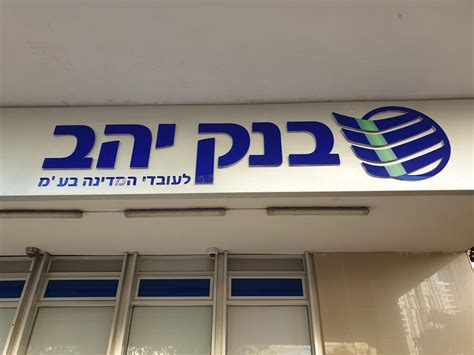 בנק יהב
לעובדי המדינה בע 'מ